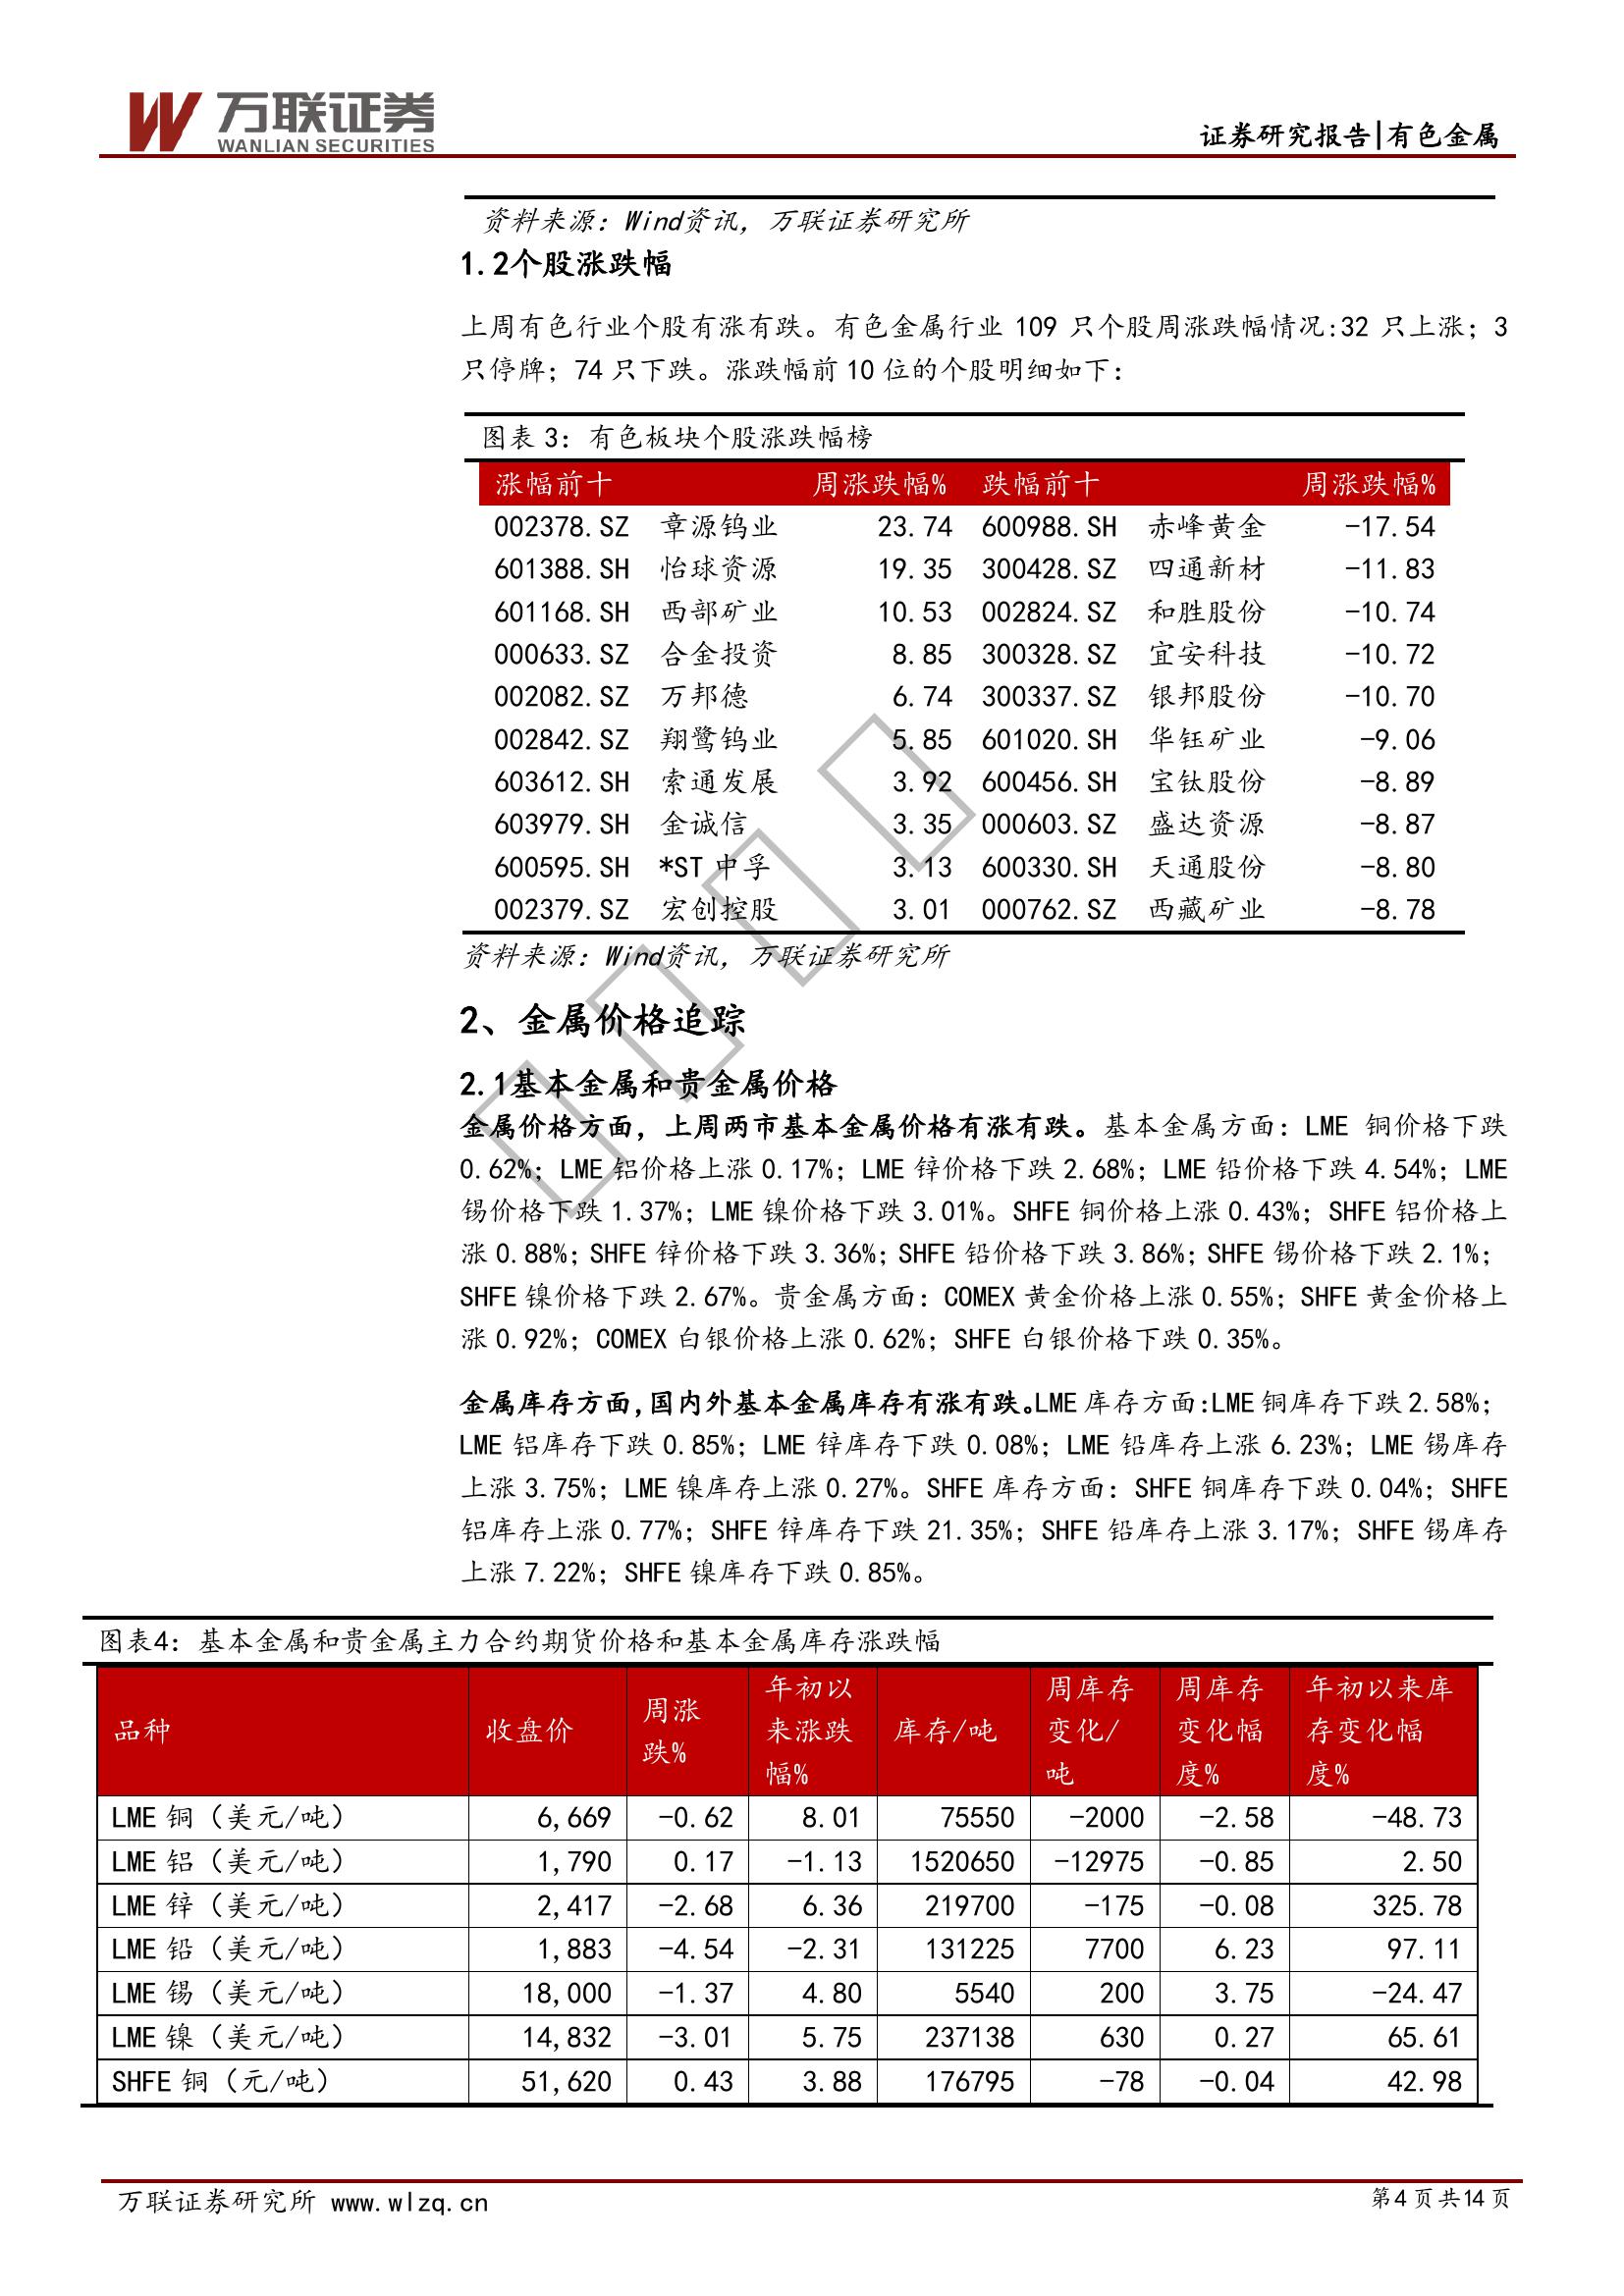 万联证券
WANLIAN SECURITIES
证券研究报告|有色金属
资料来源：Wind资讯，万联证券研究所
1.2个股涨跌幅
上周有色行业个股有涨有跌。有色金属行业 109 只个股周涨跌幅情况:32 只上涨；3
只停牌；74 只下跌。涨跌幅前 10 位的个股明细如下：
图表 3：有色板块个股涨跌幅榜
涨幅前十 周涨跌幅% 跌幅前十 周涨跌幅%
002378.SZ 章源钨业 23.74 600988.SH 赤峰黄金 -17.54
601388.SH 怡球资源 19.35 300428.SZ 四通新材 -11.83
601168.SH 西部矿业 10.53 002824.SZ 和胜股份 -10.74
000633.SZ 合金投资 8.85 300328.SZ 宜安科技 -10.72
002082.SZ 万邦德 6.74 300337.SZ 银邦股份 -10.70
002842.SZ 翔鹭钨业 5.85 601020.SH 华钰矿业 -9.06
603612.SH 索通发展 3.92 600456.SH 宝钛股份 -8.89
603979.SH 金诚信 3.35 000603.SZ 盛达资源 -8.87
600595.SH *ST 中孚 3.13 600330.SH 天通股份 -8.80
002379.SZ 宏创控股 3.01 000762.SZ 西藏矿业 -8.78
资料来源：Wind资讯，万联证券研究所
2、金属价格追踪
2.1基本金属和贵金属价格
金属价格方面，上周两市基本金属价格有涨有跌。基本金属方面：LME 铜价格下跌
0.62%；LME 铝价格上涨 0.17%；LME 锌价格下跌 2.68%；LME 铅价格下跌 4.54%；LME
锡价格下跌 1.37%；LME 镍价格下跌 3.01%。SHFE 铜价格上涨 0.43%；SHFE 铝价格上
涨 0.88%；SHFE 锌价格下跌 3.36%；SHFE 铅价格下跌 3.86%；SHFE 锡价格下跌 2.1%；
SHFE 镍价格下跌 2.67%。贵金属方面：COMEX 黄金价格上涨 0.55%；SHFE 黄金价格上
涨 0.92%；COMEX 白银价格上涨 0.62%；SHFE 白银价格下跌 0.35%。
金属库存方面,国内外基本金属库存有涨有跌。LME 库存方面:LME 铜库存下跌 2.58%；
LME 铝库存下跌 0.85%；LME 锌库存下跌 0.08%；LME 铅库存上涨 6.23%；LME 锡库存
上涨 3.75%；LME 镍库存上涨 0.27%。SHFE 库存方面：SHFE 铜库存下跌 0.04%；SHFE
铝库存上涨 0.77%；SHFE 锌库存下跌 21.35%；SHFE 铅库存上涨 3.17%；SHFE 锡库存
上涨 7.22%；SHFE 镍库存下跌 0.85%。
图表4：基本金属和贵金属主力合约期货价格和基本金属库存涨跌幅
品种 收盘价 周涨跌% 年初以来涨跌幅% 库存/吨 周库存变化/吨 周库存变化幅度% 年初以来库存变化幅度%
LME 铜（美元/吨） 6,669 -0.62 8.01 75550 -2000 -2.58 -48.73
LME 铝（美元/吨） 1,790 0.17 -1.13 1520650 -12975 -0.85 2.50
LME 锌（美元/吨） 2,417 -2.68 6.36 219700 -175 -0.08 325.78
LME 铅（美元/吨） 1,883 -4.54 -2.31 131225 7700 6.23 97.11
LME 锡（美元/吨） 18,000 -1.37 4.80 5540 200 3.75 -24.47
LME 镍（美元/吨） 14,832 -3.01 5.75 237138 630 0.27 65.61
SHFE 铜（元/吨） 51,620 0.43 3.88 176795 -78 -0.04 42.98
万联证券研究所 www.wlzq.cn
第4页共14页